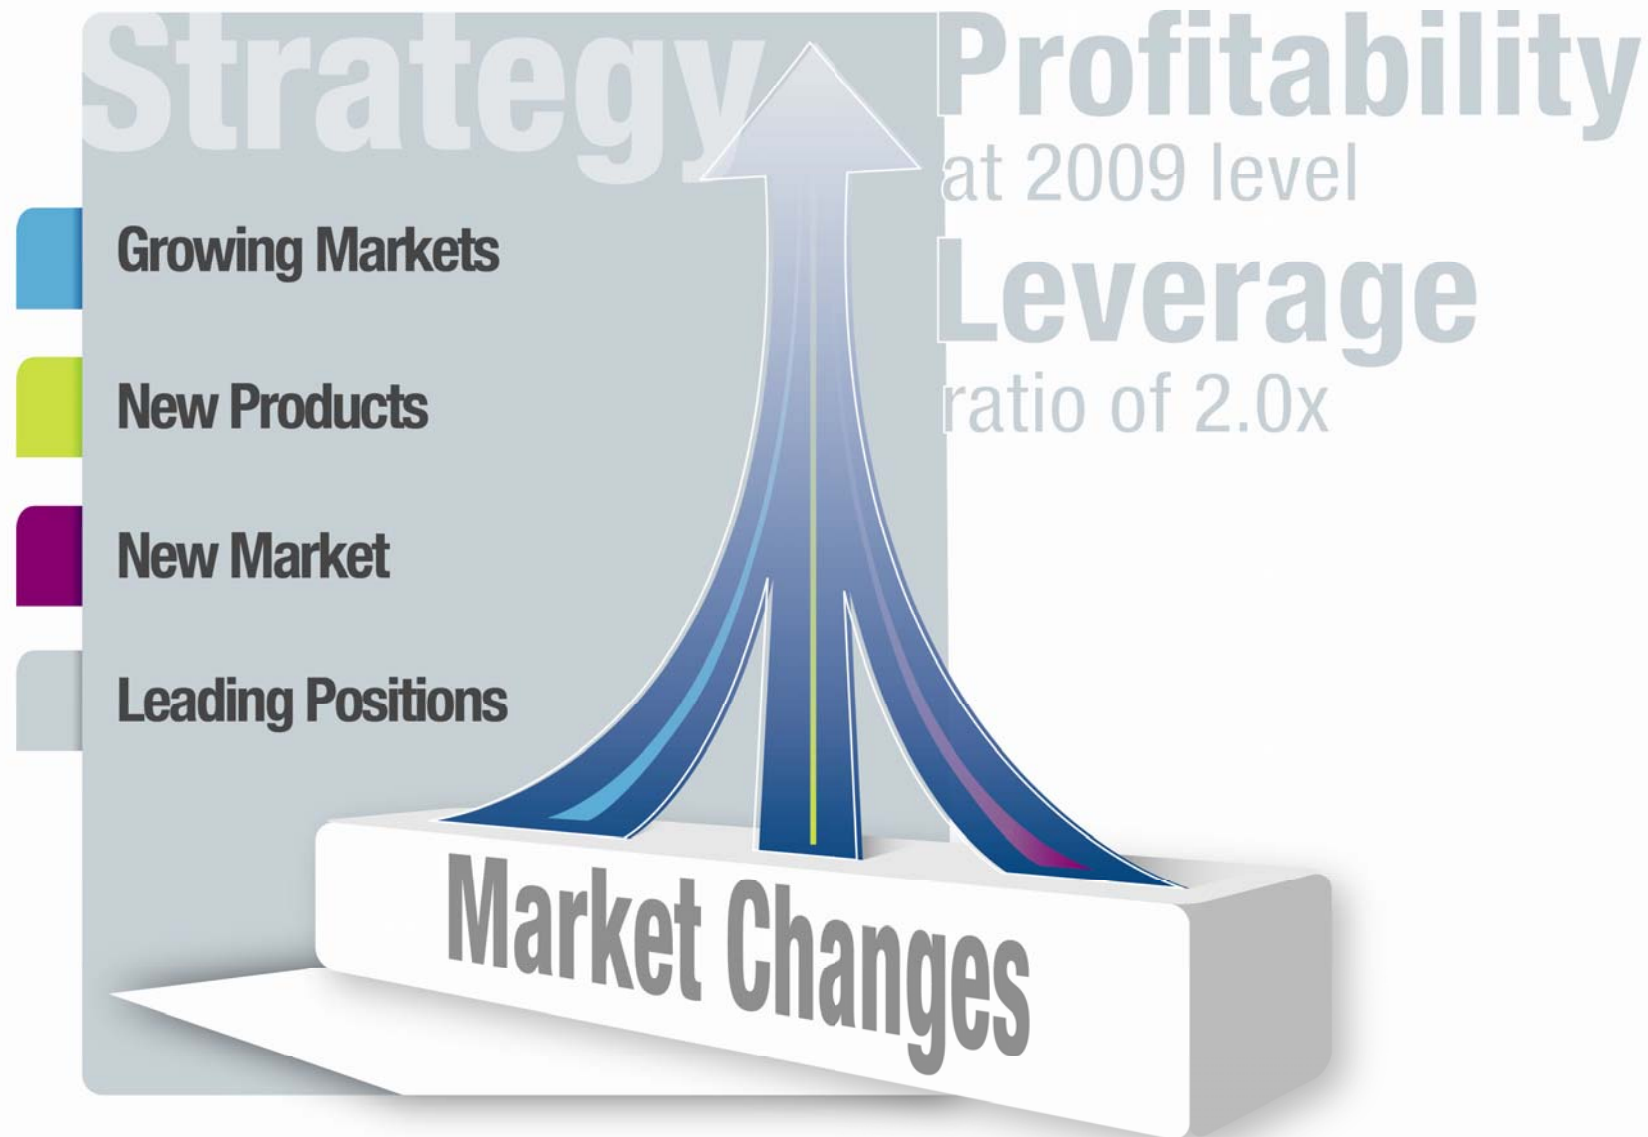 Strategy
Growing Markets
New Products
New Market
Leading Positions
Profitability
at 2009 level
Leverage
ratio of 2.0x
Market Changes